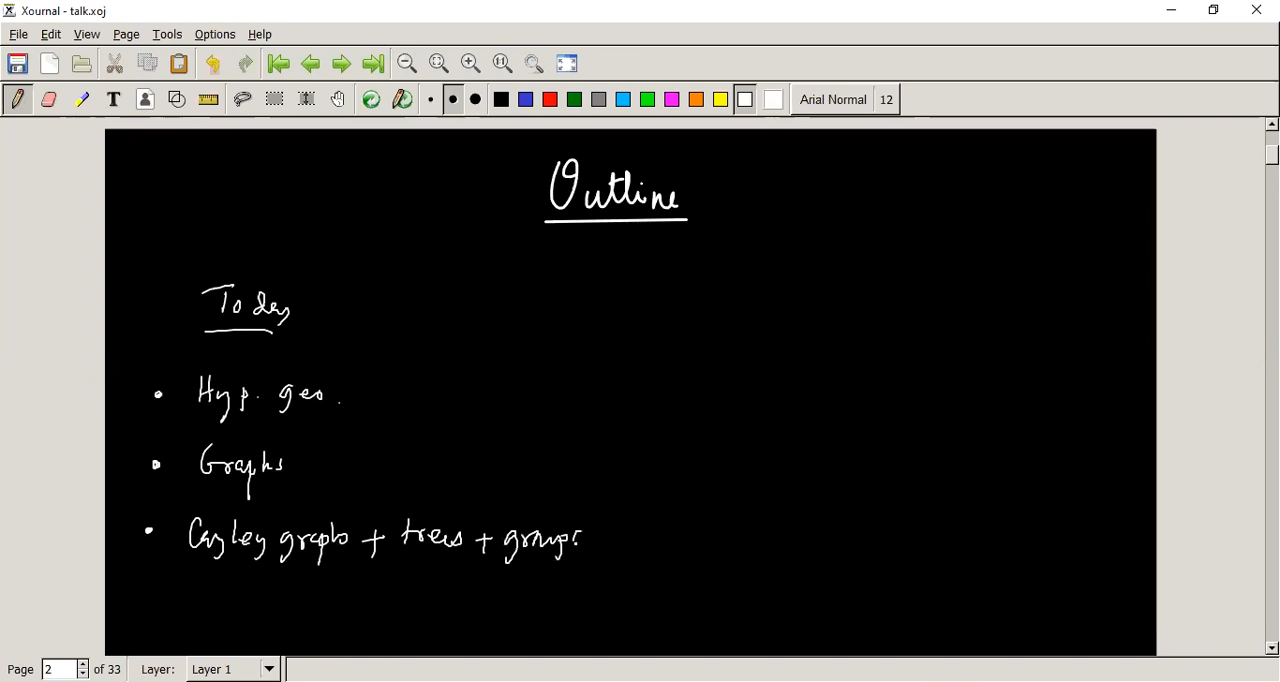 Xournal - talk.xoj
File Edit View Page Tools Options Help
T Arial Normal 12
Outline
Today
• Hyp. geo.
• Graphs
• Cayley graphs + trees + groups
Page 2 of 33 Layer: Layer 1